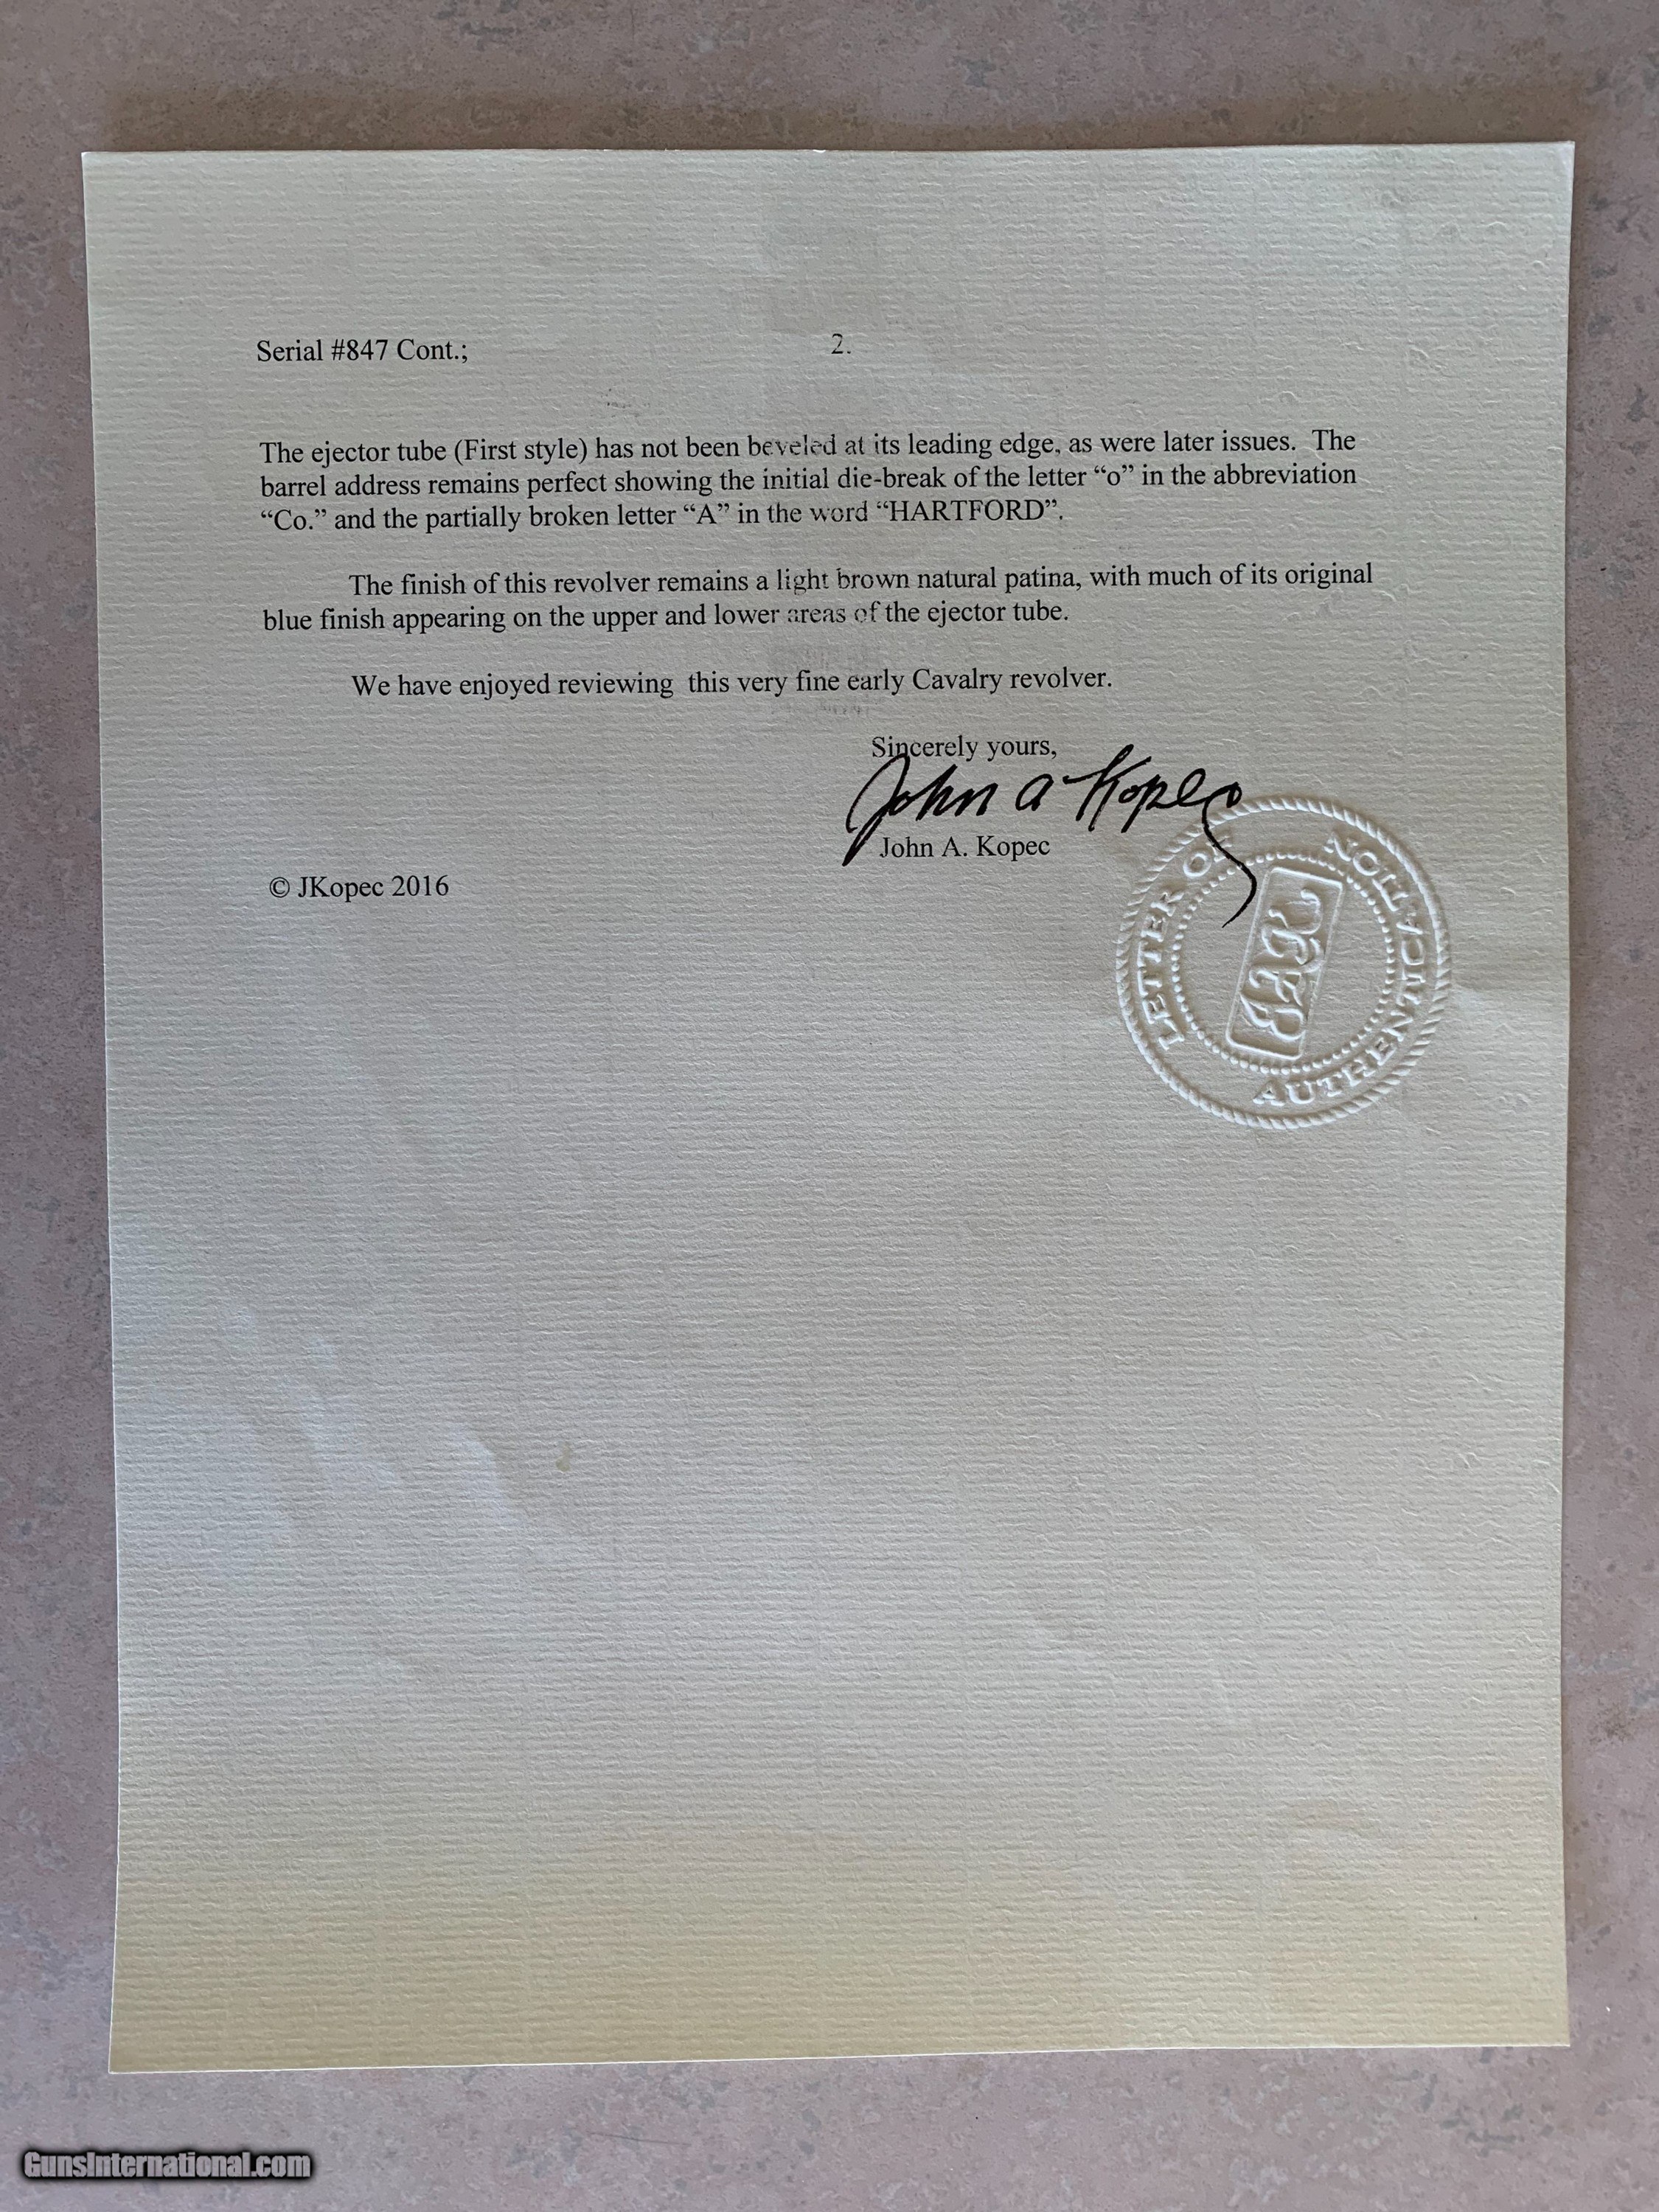 Serial #847 Cont.; 2.
The ejector tube (First style) has not been beveled at its leading edge, as were later issues.  The
barrel address remains perfect showing the initial die-break of the letter “o” in the abbreviation
“Co.” and the partially broken letter “A” in the word “HARTFORD”.
The finish of this revolver remains a light brown natural patina, with much of its original
blue finish appearing on the upper and lower areas of the ejector tube.
We have enjoyed reviewing  this very fine early Cavalry revolver.
Sincerely yours,
John A Kopec
John A. Kopec
© JKopec 2016
LETTER OF AUTHENTICATION
GunsInternational.com